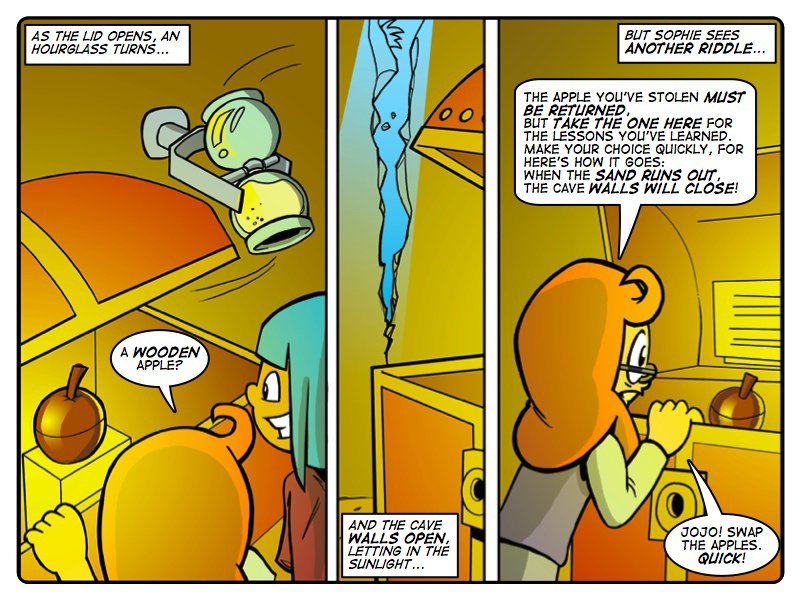 AS THE LID OPENS, AN
HOURGLASS TURNS...
A WOODEN
APPLE?
AND THE CAVE
WALLS OPEN,
LETTING IN THE
SUNLIGHT...
BUT SOPHIE SEES
ANOTHER RIDDLE...
THE APPLE YOU'VE STOLEN MUST
BE RETURNED,
BUT TAKE THE ONE HERE FOR
THE LESSONS YOU'VE LEARNED.
MAKE YOUR CHOICE QUICKLY, FOR
HERE'S HOW IT GOES:
WHEN THE SAND RUNS OUT,
THE CAVE WALLS WILL CLOSE!
JOJO! SWAP
THE APPLES.
QUICK!